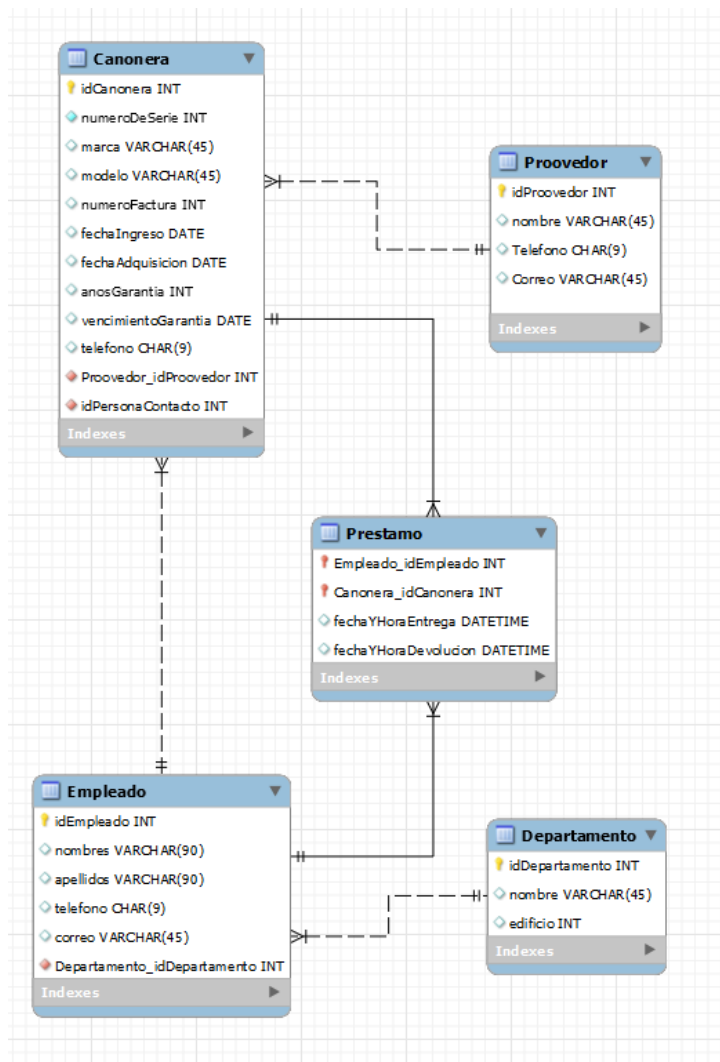 Canonera
idCanonera INT
numeroDeSerie INT
marca VARCHAR(45)
modelo VARCHAR(45)
numeroFactura INT
fechaIngreso DATE
fechaAdquisicion DATE
anosGarantia INT
vencimientoGarantia DATE
telefono CHAR(9)
Proovedor_idProovedor INT
idPersonaContacto INT
Indexes
Proovedor
idProovedor INT
nombre VARCHAR(45)
Telefono CHAR(9)
Correo VARCHAR(45)
Indexes
Prestamo
Empleado_idEmpleado INT
Canonera_idCanonera INT
fechaYHoraEntrega DATETIME
fechaYHoraDevolucion DATETIME
Indexes
Empleado
idEmpleado INT
nombres VARCHAR(90)
apellidos VARCHAR(90)
telefono CHAR(9)
correo VARCHAR(45)
Departamento_idDepartamento INT
Indexes
Departamento
idDepartamento INT
nombre VARCHAR(45)
edificio INT
Indexes